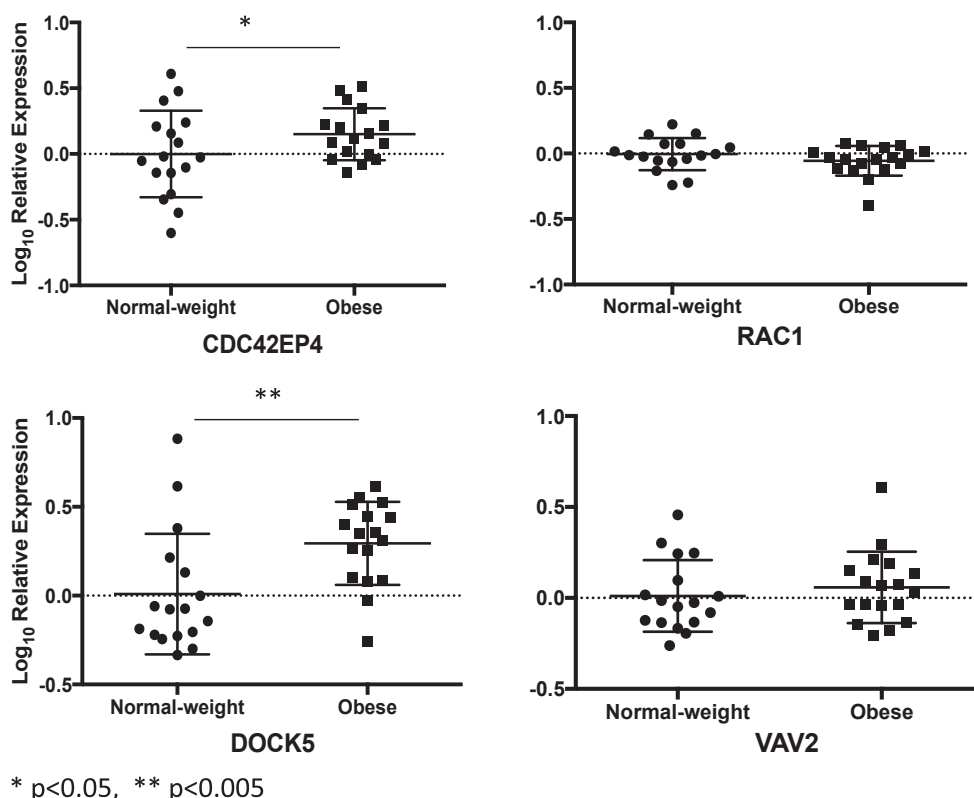 *
Log₁₀ Relative Expression
1.0
0.5
0.0
-0.5
-1.0
Normal-weight
Obese
CDC42EP4
1.0
0.5
0.0
-0.5
-1.0
Normal-weight
Obese
RAC1
**
Log₁₀ Relative Expression
1.0
0.5
0.0
-0.5
Normal-weight
Obese
DOCK5
1.0
0.5
0.0
-0.5
Normal-weight
Obese
VAV2
* p<0.05, ** p<0.005